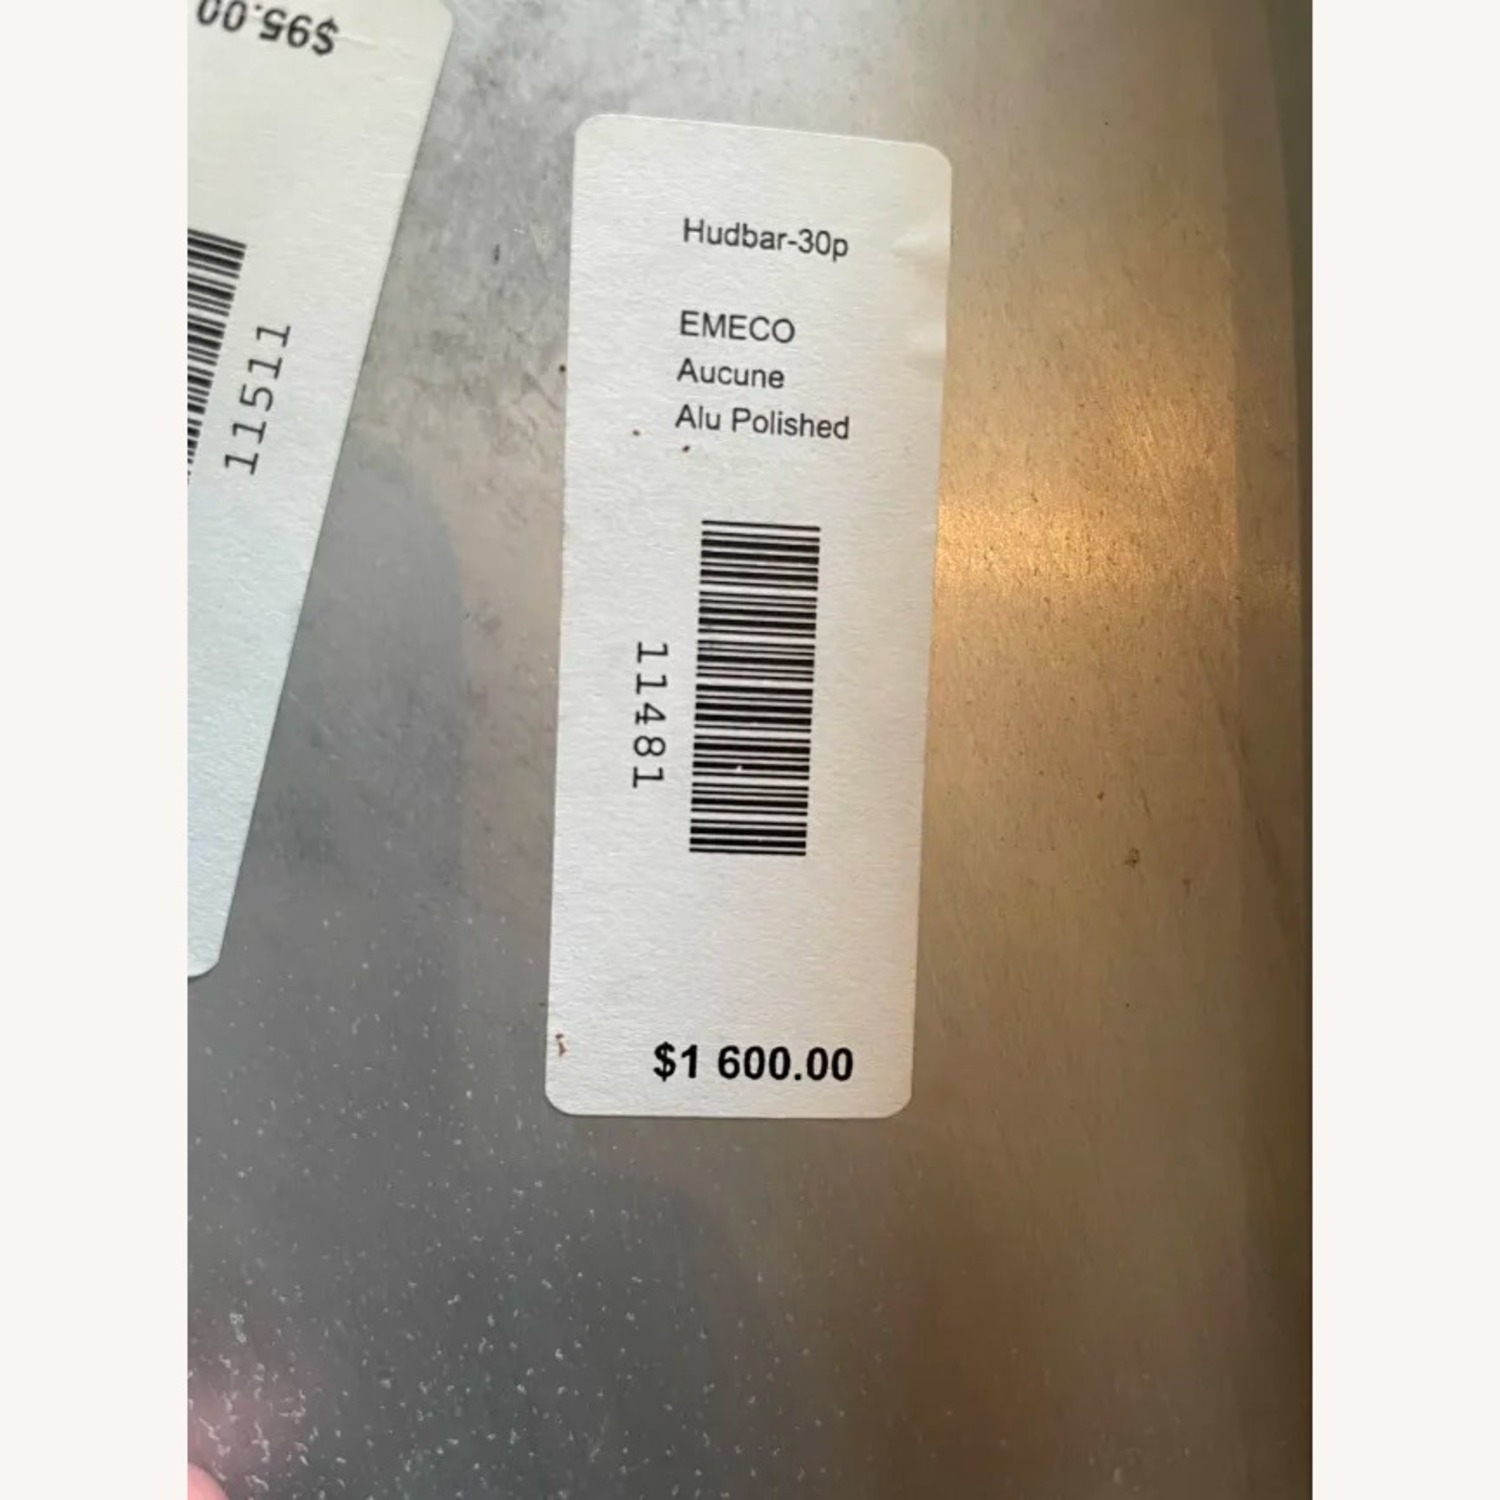 $95.00
11511
Hudbar-30p
EMECO
Aucune
Alu Polished
11481
$1 600.00